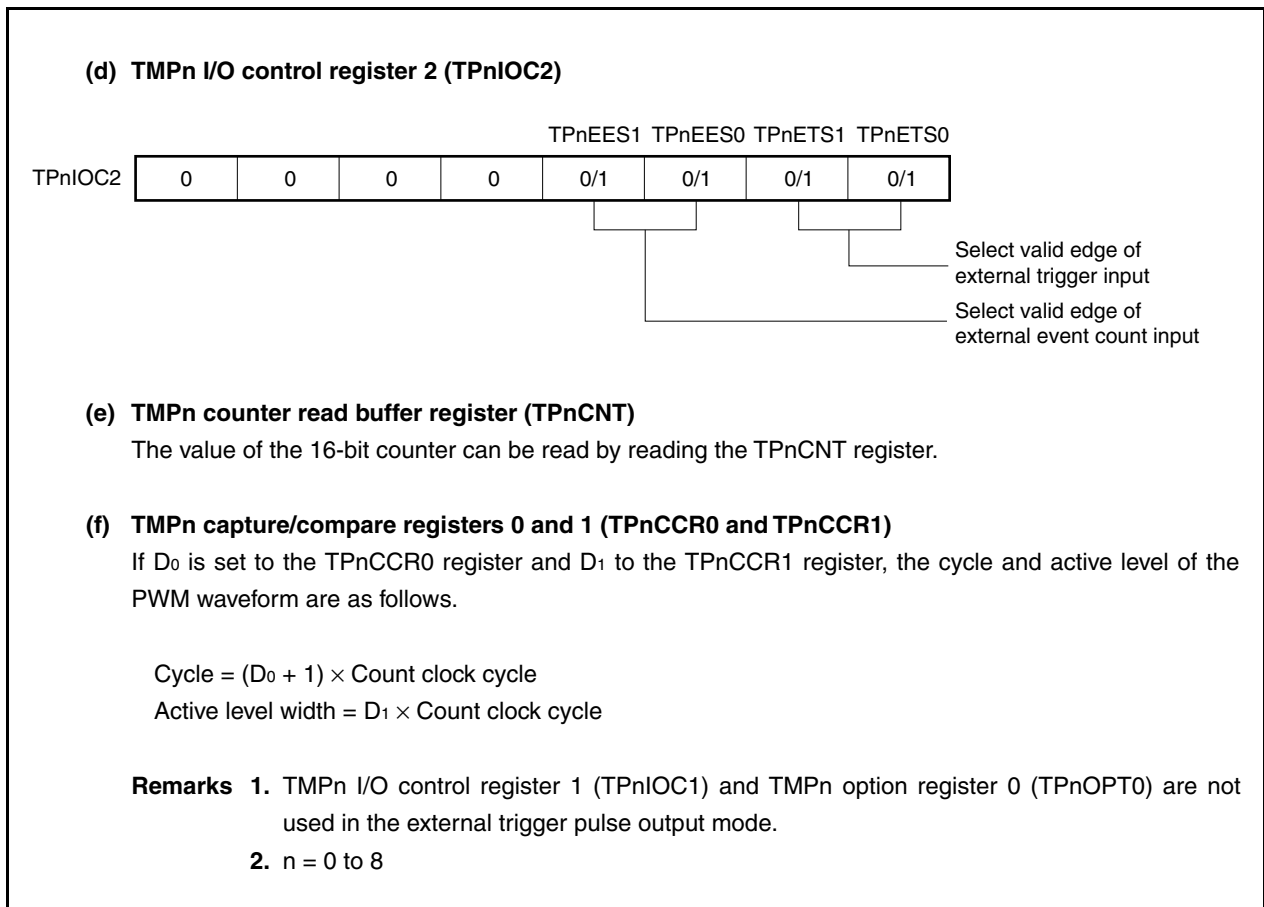 (d) TMPn I/O control register 2 (TPnIOC2)
TPnEES1 TPnEES0 TPnETS1 TPnETS0
TPnIOC2 0 0 0 0 0/1 0/1 0/1 0/1
Select valid edge of
external trigger input
Select valid edge of
external event count input
(e) TMPn counter read buffer register (TPnCNT)
The value of the 16-bit counter can be read by reading the TPnCNT register.
(f) TMPn capture/compare registers 0 and 1 (TPnCCR0 and TPnCCR1)
If D0 is set to the TPnCCR0 register and D1 to the TPnCCR1 register, the cycle and active level of the
PWM waveform are as follows.
Cycle = (D0 + 1) × Count clock cycle
Active level width = D1 × Count clock cycle
Remarks 1. TMPn I/O control register 1 (TPnIOC1) and TMPn option register 0 (TPnOPT0) are not
used in the external trigger pulse output mode.
2. n = 0 to 8